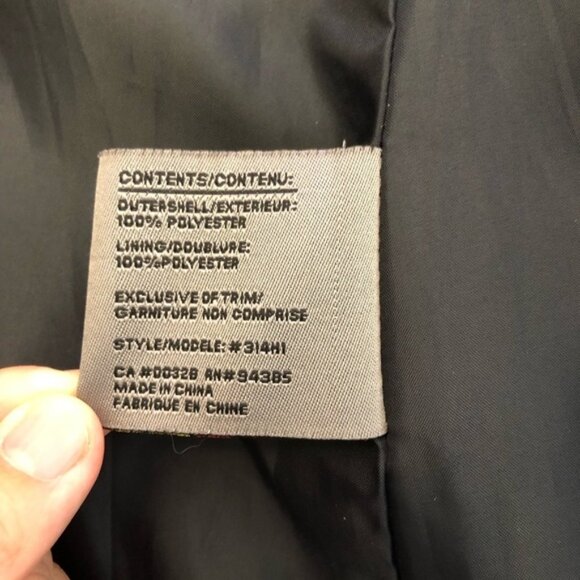 CONTENTS/CONTENU:
OUTERSHELL/EXTERIEUR:
100% POLYESTER
LINING/DOUBLURE:
100%POLYESTER
EXCLUSIVE OF TRIM/
GARNITURE NON COMPRISE
STYLE/MODELE: #314H1
CA #00328 RN#94385
MADE IN CHINA
FABRIQUE EN CHINE